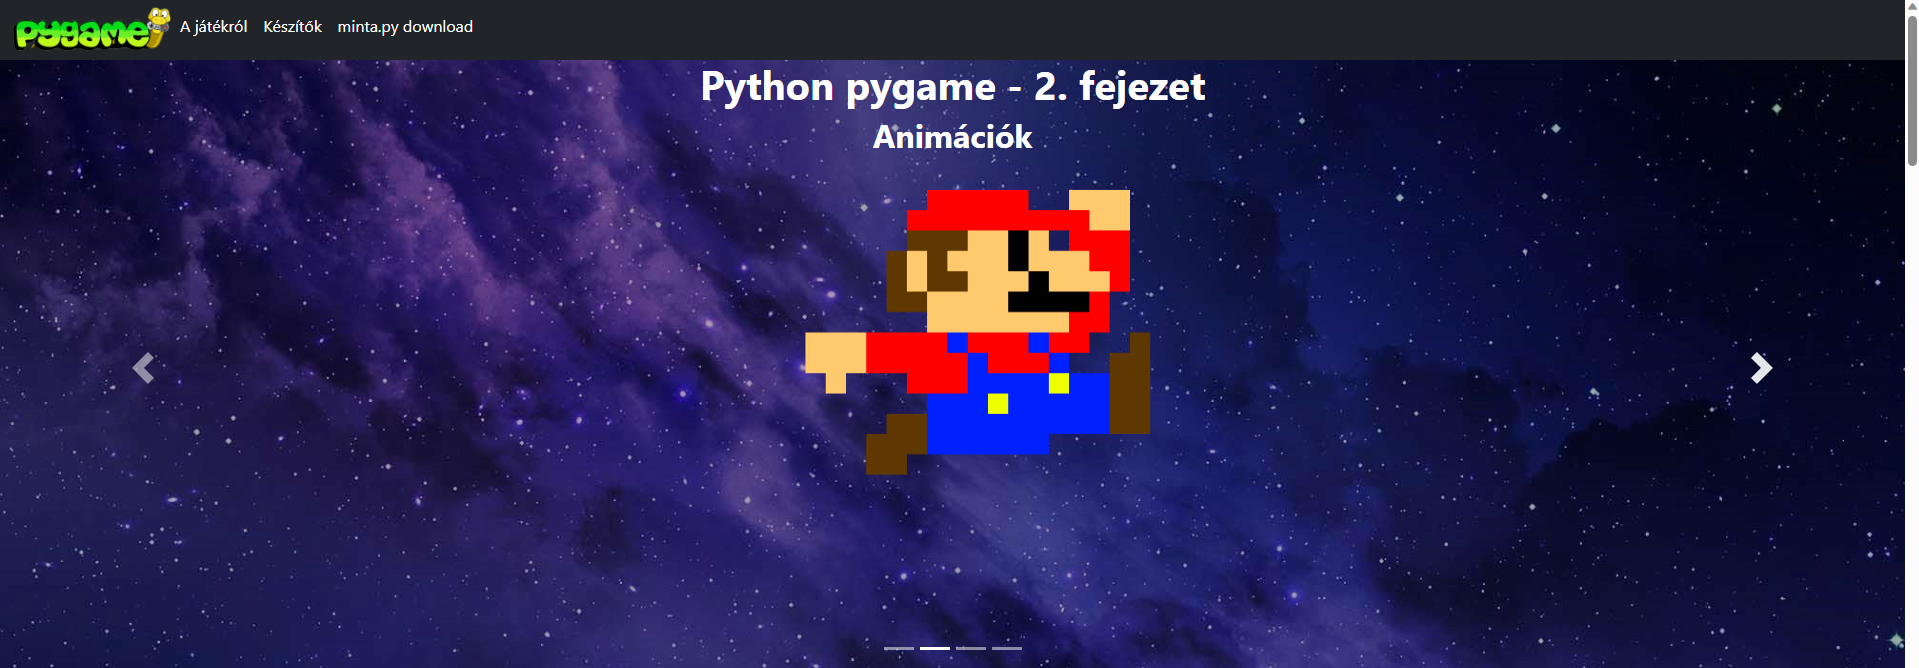 pygame
A játékról
Készítők
minta.py download
Python pygame - 2. fejezet
Animációk